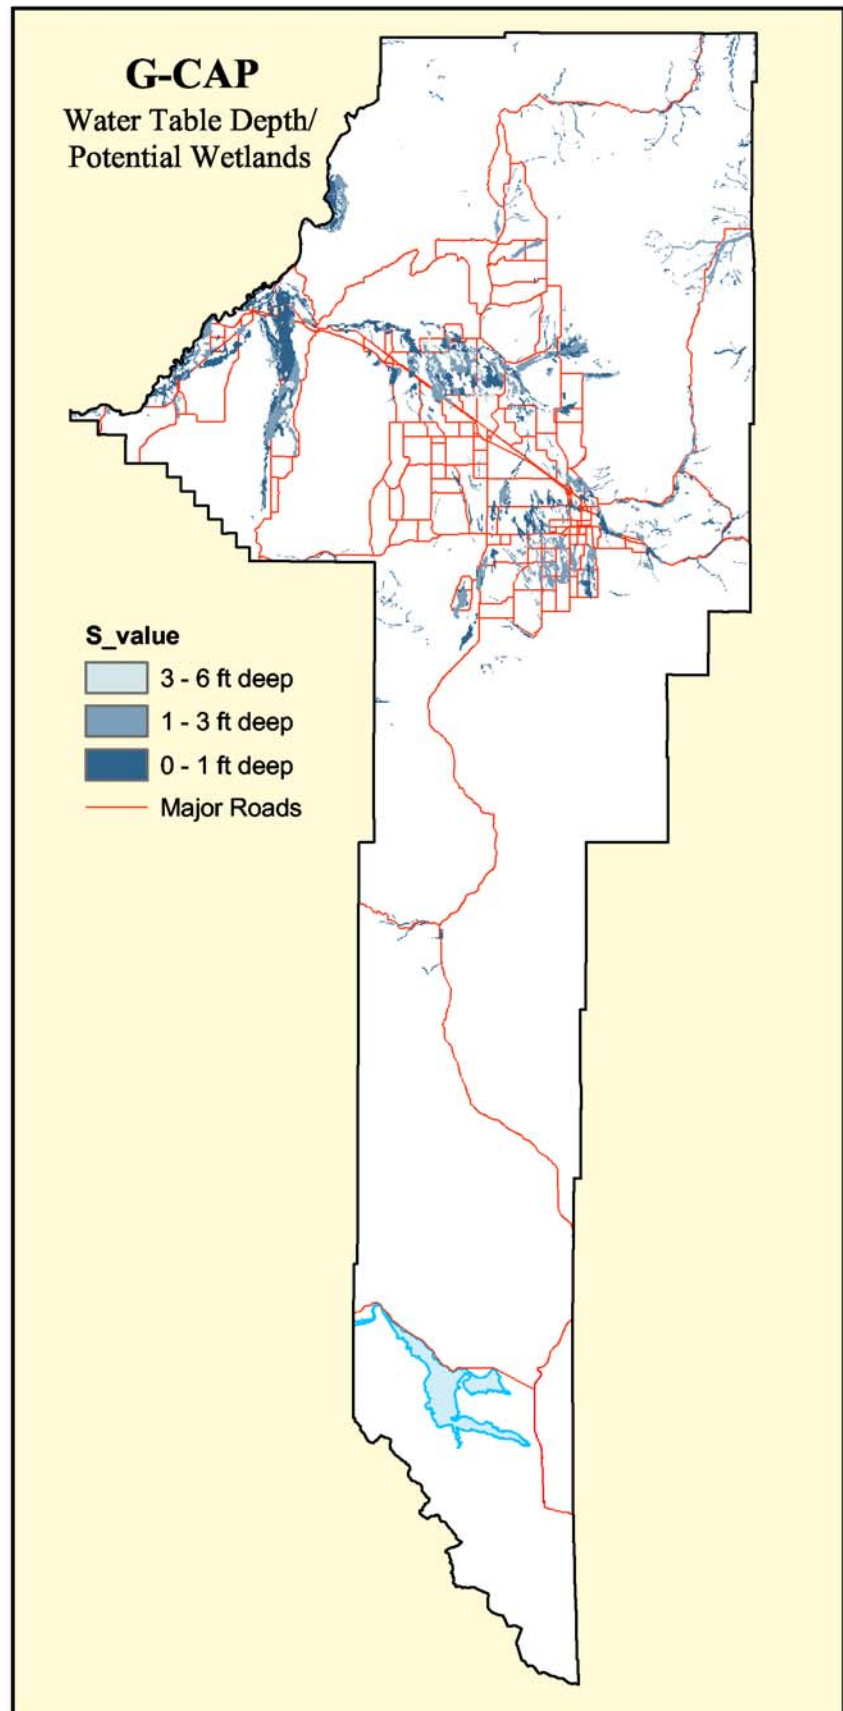 G-CAP
Water Table Depth/
Potential Wetlands
S_value
3 - 6 ft deep
1 - 3 ft deep
0 - 1 ft deep
Major Roads